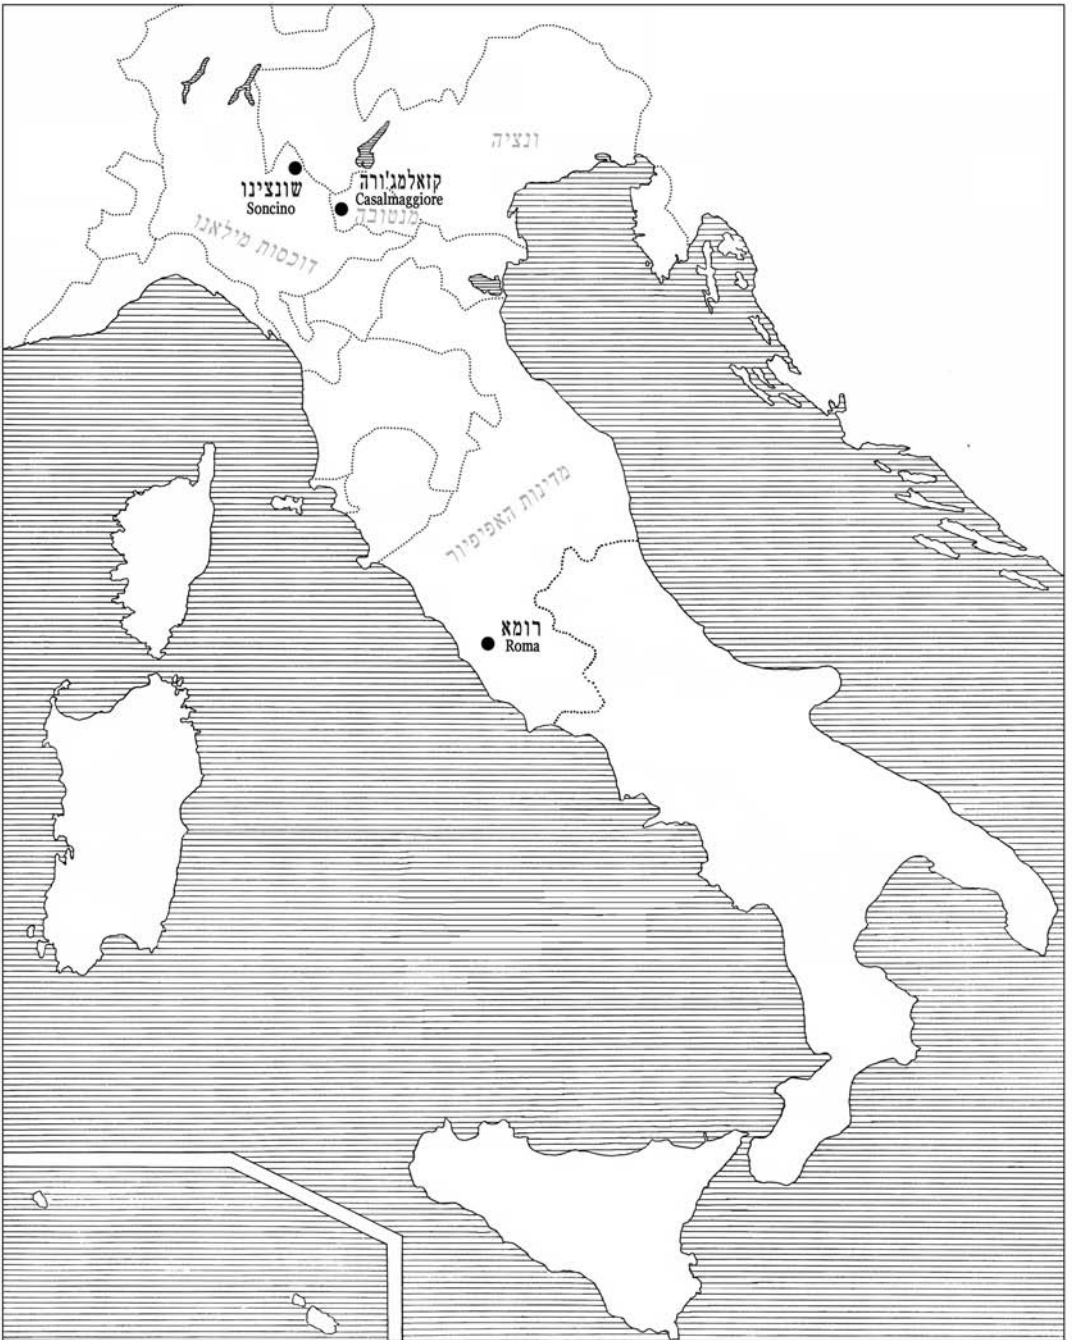 ונציה
שונצינו
Soncino
קזאלמג'ורה
Casalmaggiore
מנטובה
דוכסות מילאנו
מדינות האפיפיור
רומא
Roma